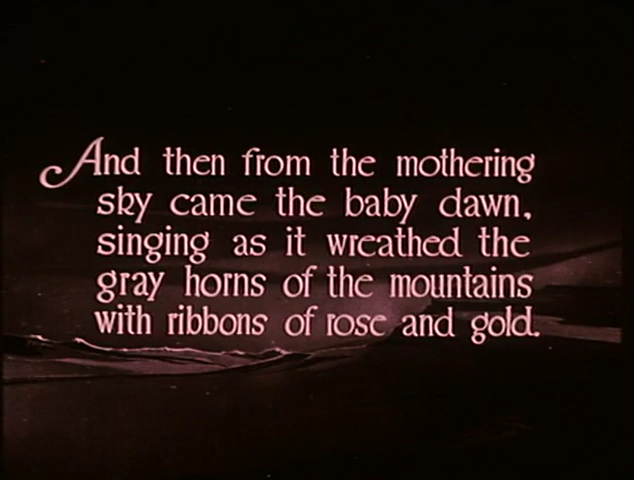 And then from the mothering
sky came the baby dawn,
singing as it wreathed the
gray horns of the mountains
with ribbons of rose and gold.